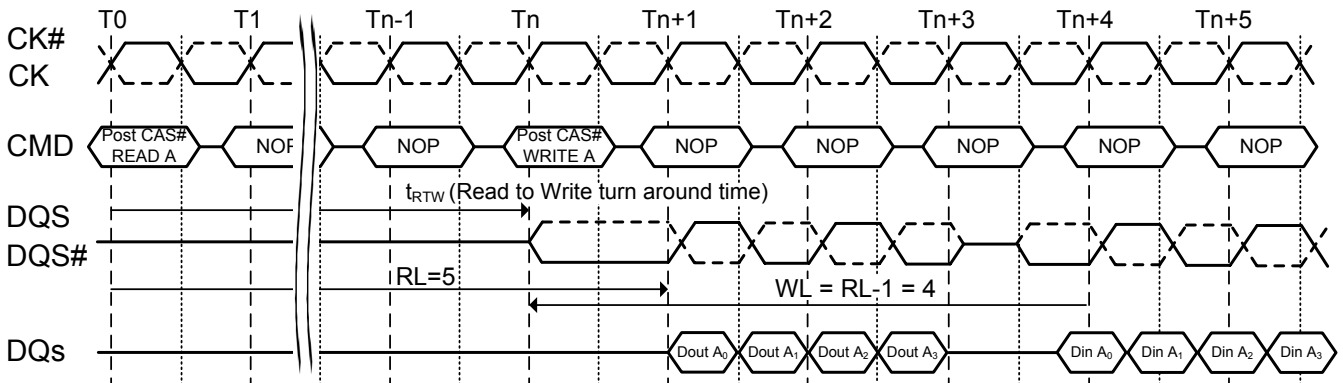 T0 T1 Tn-1 Tn Tn+1 Tn+2 Tn+3 Tn+4 Tn+5
CK#
CK
CMD Post CAS# READ A NOP NOP Post CAS# WRITE A NOP NOP NOP NOP NOP
tRTW (Read to Write turn around time)
DQS
DQS#
RL=5 WL = RL-1 = 4
DQs Dout A0 Dout A1 Dout A2 Dout A3 Din A0 Din A1 Din A2 Din A3